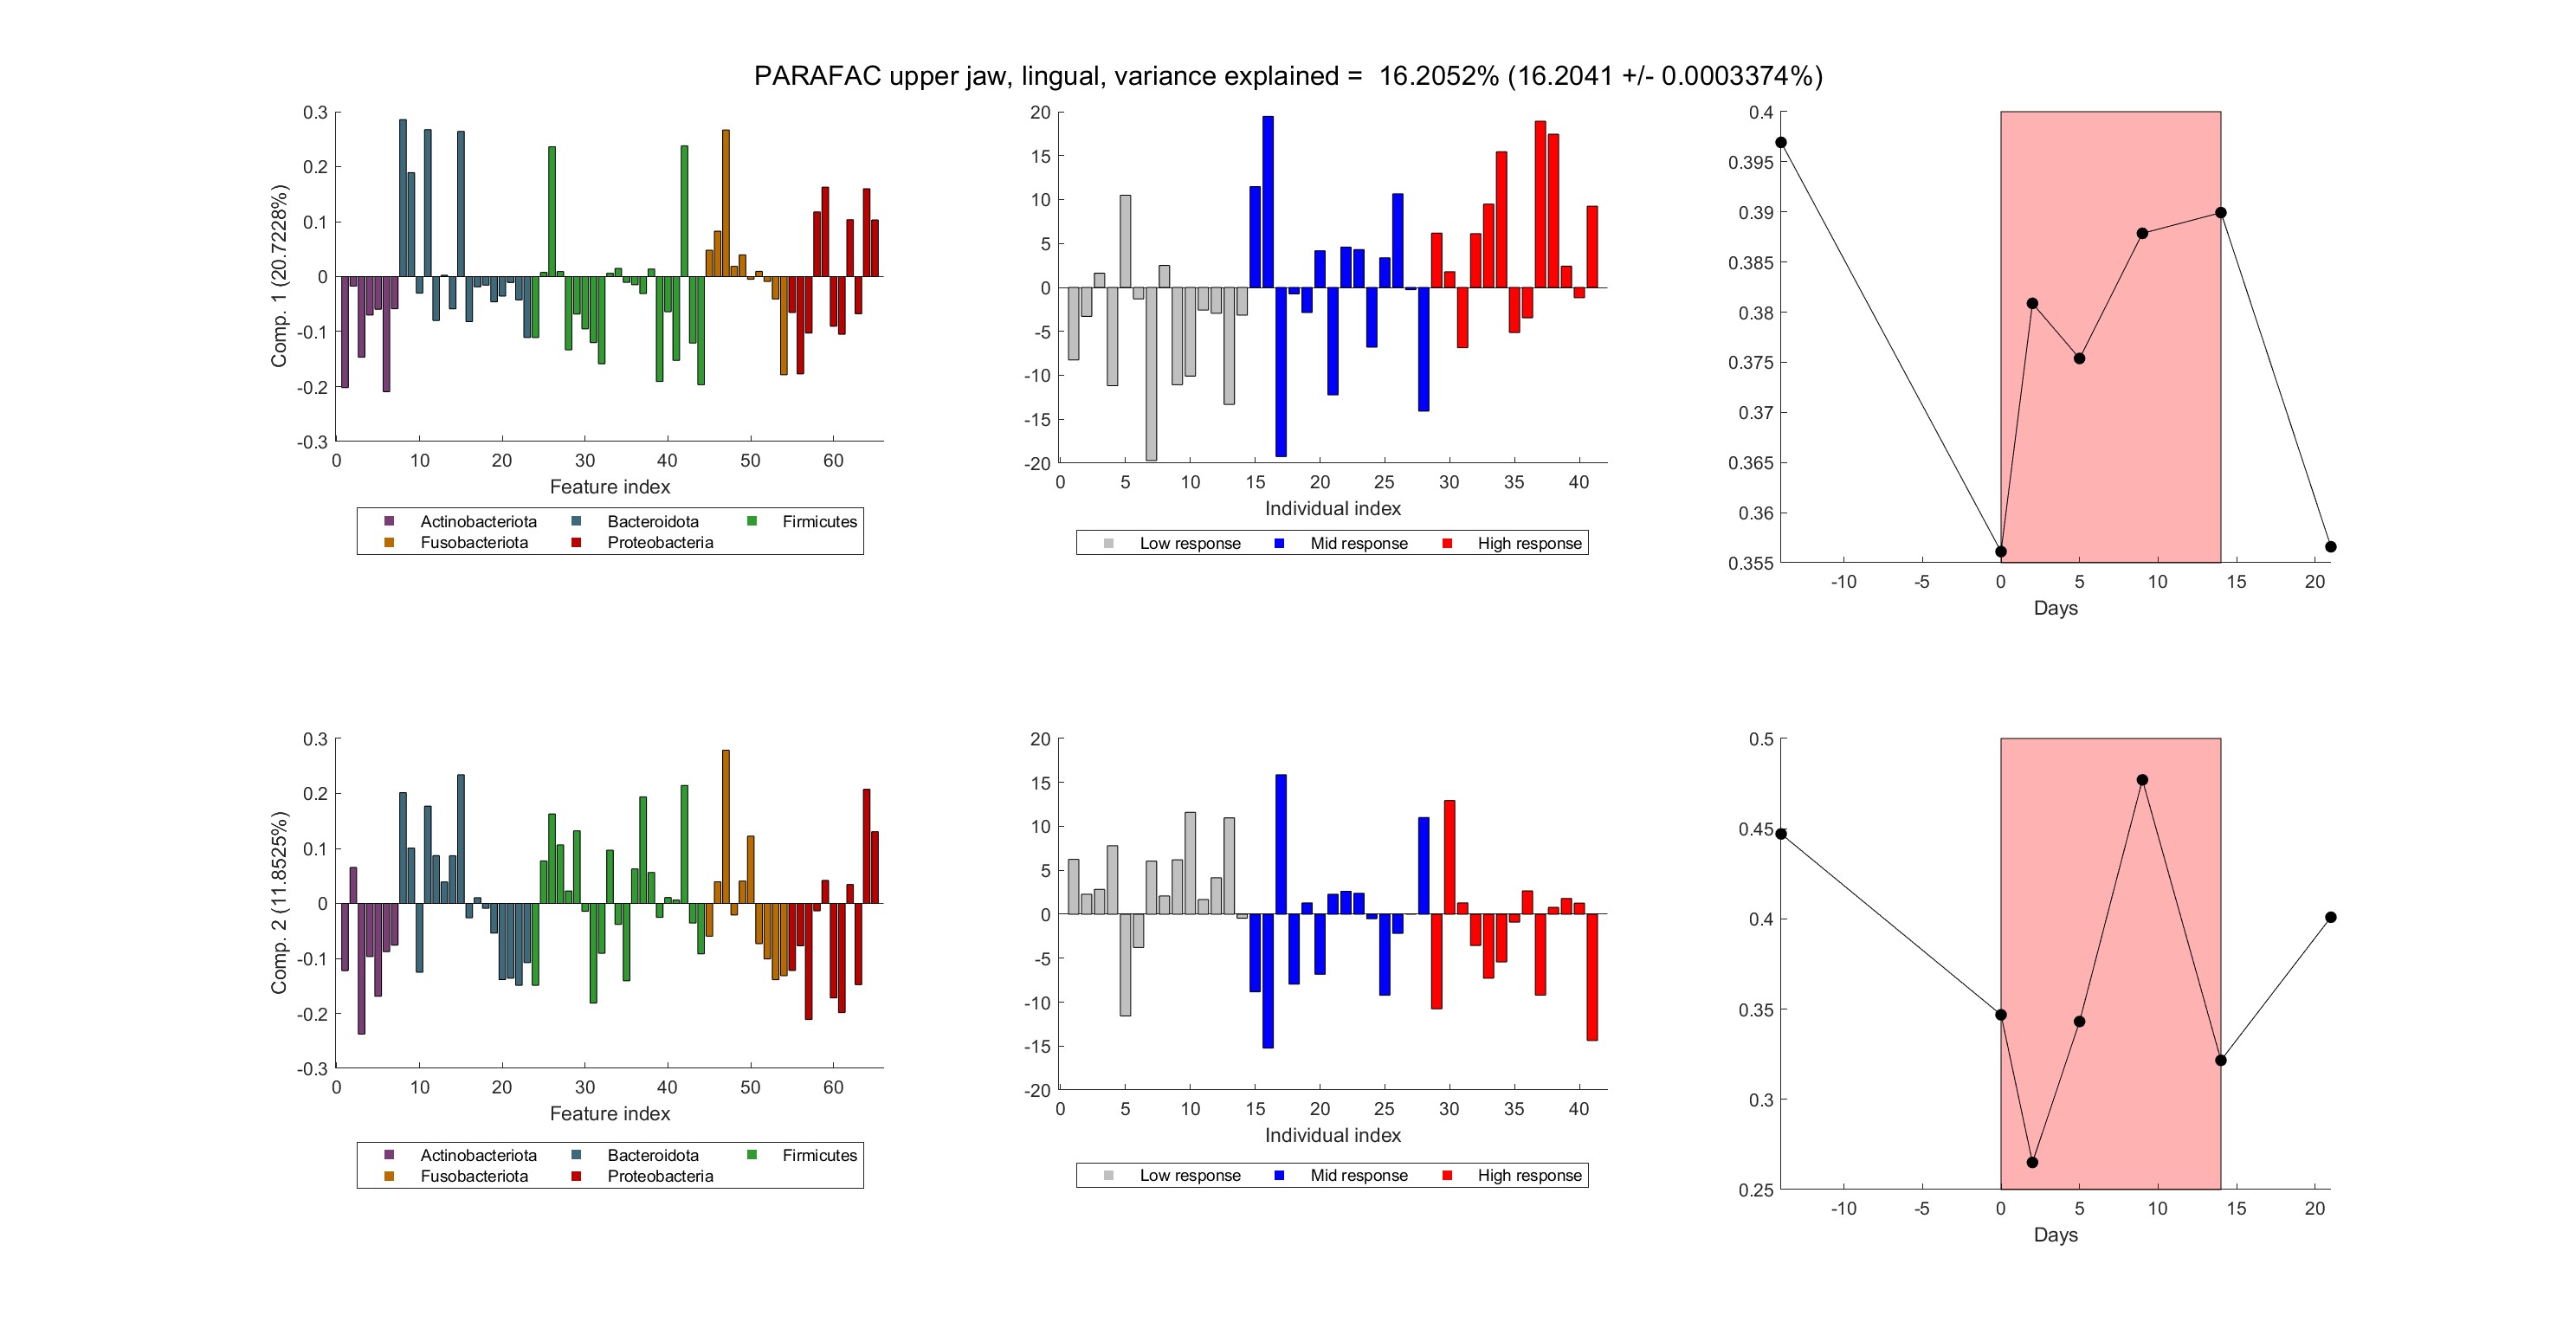 PARAFAC upper jaw, lingual, variance explained =  16.2052% (16.2041 +/- 0.0003374%)
0.3
0.2
0.1
0
-0.1
-0.2
-0.3
Comp. 1 (20.7228%)
0 10 20 30 40 50 60
Feature index
Actinobacteriota Bacteroidota Firmicutes
Fusobacteriota Proteobacteria
20
15
10
5
0
-5
-10
-15
-20
0 5 10 15 20 25 30 35 40
Individual index
Low response Mid response High response
0.4
0.395
0.39
0.385
0.38
0.375
0.37
0.365
0.36
0.355
-10 -5 0 5 10 15 20
Days
0.3
0.2
0.1
0
-0.1
-0.2
-0.3
Comp. 2 (11.8525%)
0 10 20 30 40 50 60
Feature index
Actinobacteriota Bacteroidota Firmicutes
Fusobacteriota Proteobacteria
20
15
10
5
0
-5
-10
-15
-20
0 5 10 15 20 25 30 35 40
Individual index
Low response Mid response High response
0.5
0.45
0.4
0.35
0.3
0.25
-10 -5 0 5 10 15 20
Days